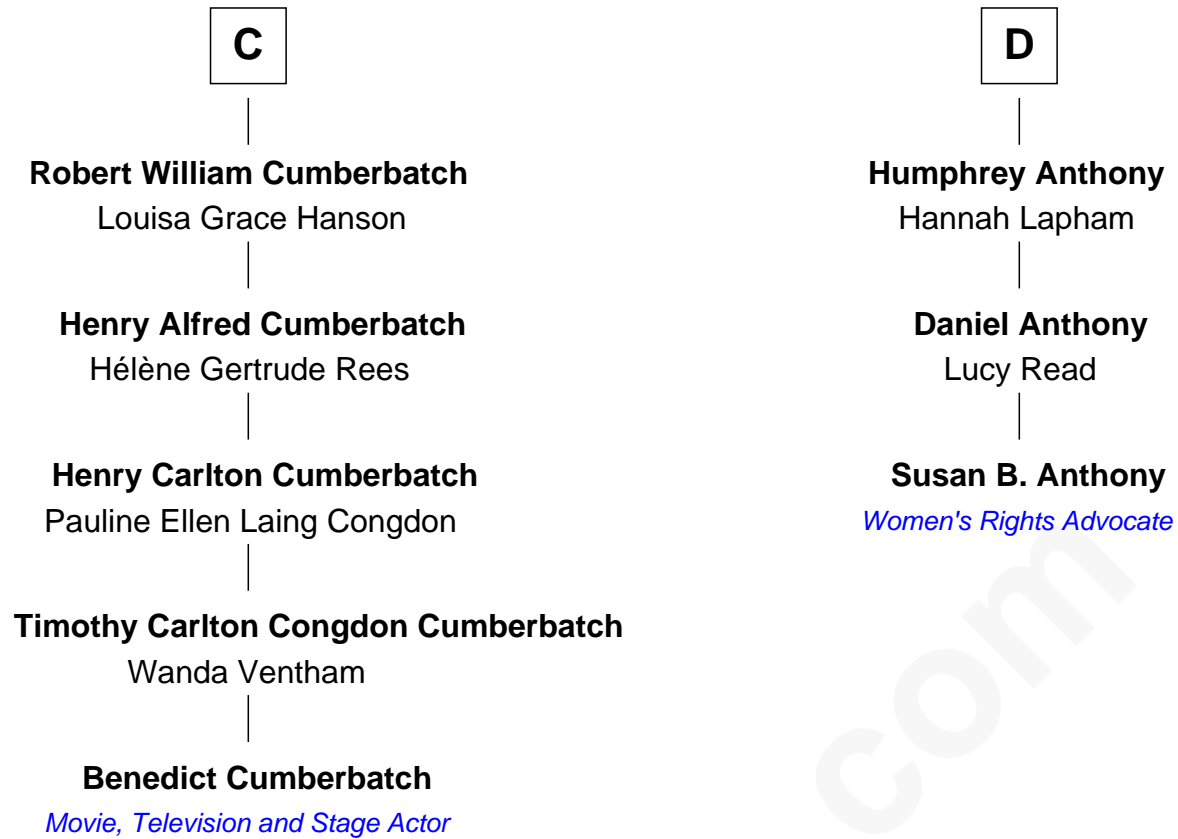 C
Robert William Cumberbatch
Louisa Grace Hanson
Henry Alfred Cumberbatch
Hélène Gertrude Rees
Henry Carlton Cumberbatch
Pauline Ellen Laing Congdon
Timothy Carlton Congdon Cumberbatch
Wanda Ventham
Benedict Cumberbatch
Movie, Television and Stage Actor
D
Humphrey Anthony
Hannah Lapham
Daniel Anthony
Lucy Read
Susan B. Anthony
Women's Rights Advocate
com